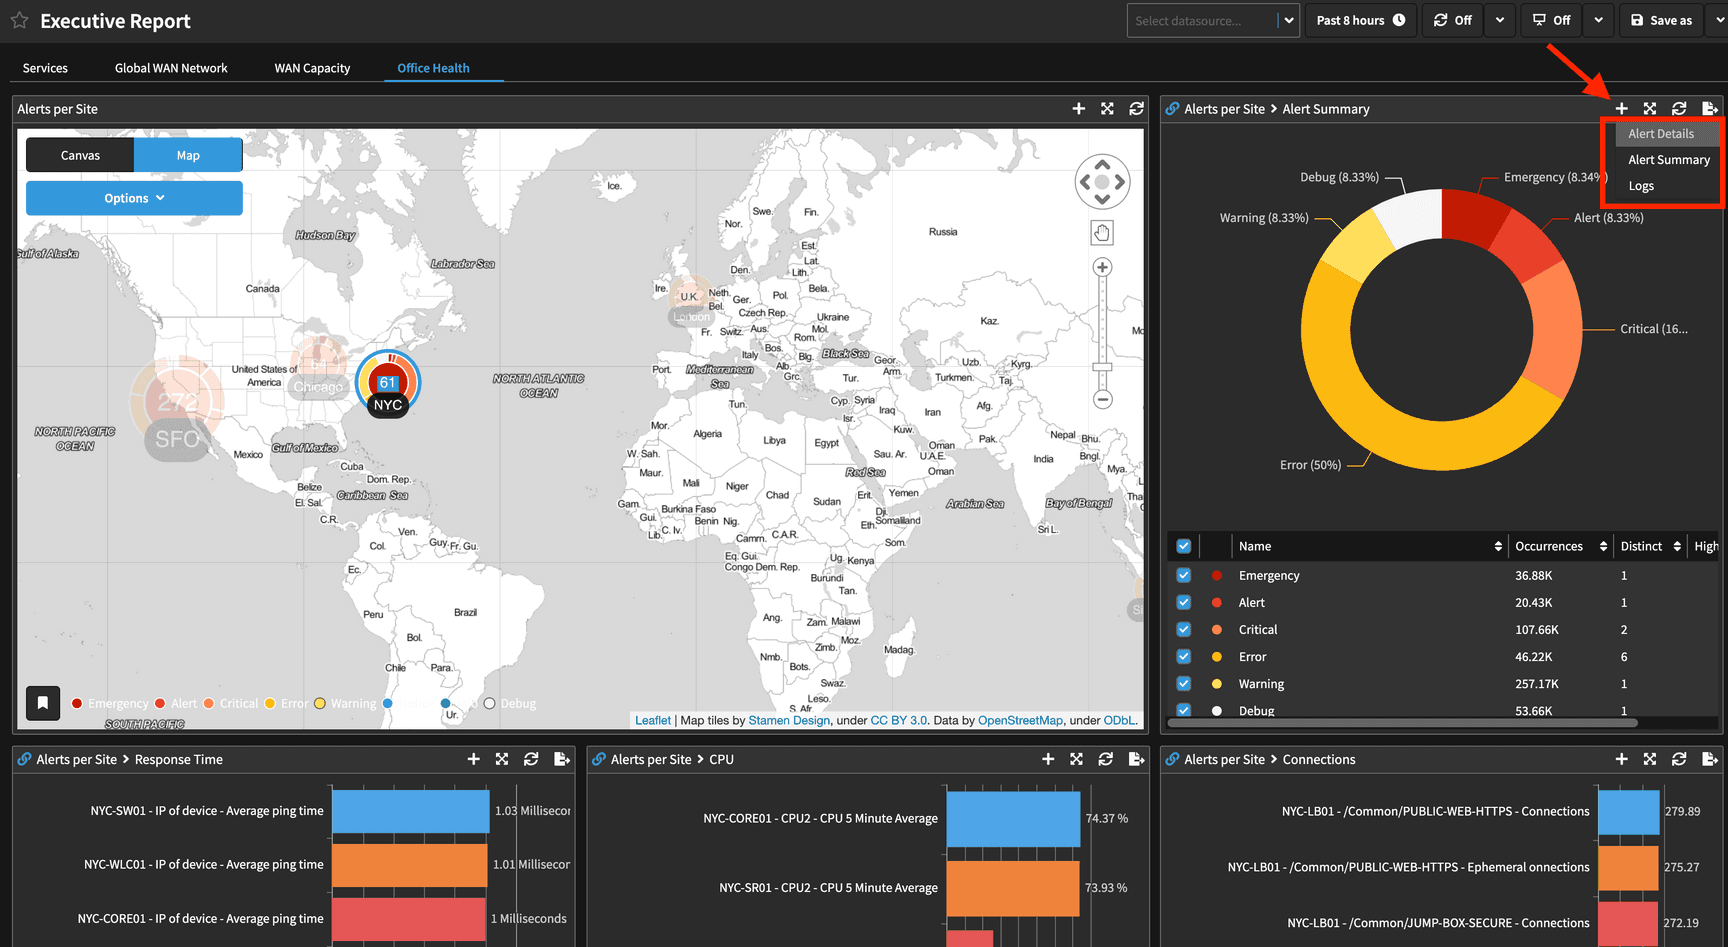 Executive Report
Select datasource...
Past 8 hours
Off
Off
Save as
Services
Global WAN Network
WAN Capacity
Office Health
Alerts per Site
Canvas
Map
Options
Ice.
Swe.
Fin.
Nor.
Russia
Hudson Bay
Gulf of Alaska
Labrador Sea
Est.
Lat.
Lith.
Den.
Canada
Ire.
U.K.
Neth.
Bel.
Ger.
Pol.
Bela.
London
Czech Rep.
Ukraine
Kaz.
Mo
Fr.
Switz.
Aus.
Mol.
Rom.
Bos.
Italy
Blg.
Black Sea
Geor.
Uzb.
Kyrg.
United States of
America
Chicago
61
NYC
NORTH ATLANTIC
OCEAN
Port.
Mediterranean
Sea
Alb.
Grc.
Tur.
Arm.
Turkmen.
Taj.
272
SFO
NORTH PACIFIC
OCEAN
Tun.
Cyp.
Syria
Isr.
Iraq
Iran
Afg.
Mor.
Algeria
Libya
Egypt
Kuw.
Pak.
Nepal
Bhu.
Bngl.
Mexico
Gulf of Mexico
Cuba
W. Sah.
Sau. Ar.
U.A.E.
Oman
Oman
India
Mya.
Dom. Rep.
Maur.
Red Sea
Belize
El. Sal.
Caribbean Sea
Mali
Niger
Chad
Sudan
Erit.
Yemen
Arabian Sea
Bay of Bengal
Tha
C.R.
Gam.
Gui.
Burkina Faso
Dji.
Somaliland
Lib.
C. Iv.
Benin
Nig.
Eth.
Sri L.
Ven.
Guy.
Fr. Gu.
Camrn.
C.A.R.
Som.
Col.
Eq. Gui.
Ug.
Kenya
Congo
Dem. Rep.
Ec.
Burundi
Tan.
Peru
Brazil
Ang.
Zam.
Malawi
Si
Bol.
Zimb.
Moz.
Madag.
Chile
Para.
Nmb.
Bots.
Swaz.
Leso.
S. Afr.
Ur.
Emergency
Alert
Critical
Error
Warning
Debug
SOUTH PACIFIC
Leaflet | Map tiles by Stamen Design, under CC BY 3.0. Data by OpenStreetMap, under ODbL.
Alerts per Site > Alert Summary
Alert Details
Alert Summary
Logs
Debug (8.33%)
Emergency (8.34%)
Warning (8.33%)
Alert (8.33%)
Critical (16...
Error (50%)
Name Occurrences Distinct High
Emergency 36.88K 1
Alert 20.43K 1
Critical 107.66K 2
Error 46.22K 6
Warning 257.17K 1
Debug 53.66K 1
Alerts per Site > Response Time
NYC-SW01 - IP of device - Average ping time 1.03 Millisecon
NYC-WLC01 - IP of device - Average ping time 1.01 Millisecon
NYC-CORE01 - IP of device - Average ping time 1 Milliseconds
Alerts per Site > CPU
NYC-CORE01 - CPU2 - CPU 5 Minute Average 74.37 %
NYC-SR01 - CPU2 - CPU 5 Minute Average 73.93 %
Alerts per Site > Connections
NYC-LB01 - /Common/PUBLIC-WEB-HTTPS - Connections 279.89
NYC-LB01 - /Common/PUBLIC-WEB-HTTPS - Ephemeral onnections 275.27
NYC-LB01 - /Common/JUMP-BOX-SECURE - Connections 272.19